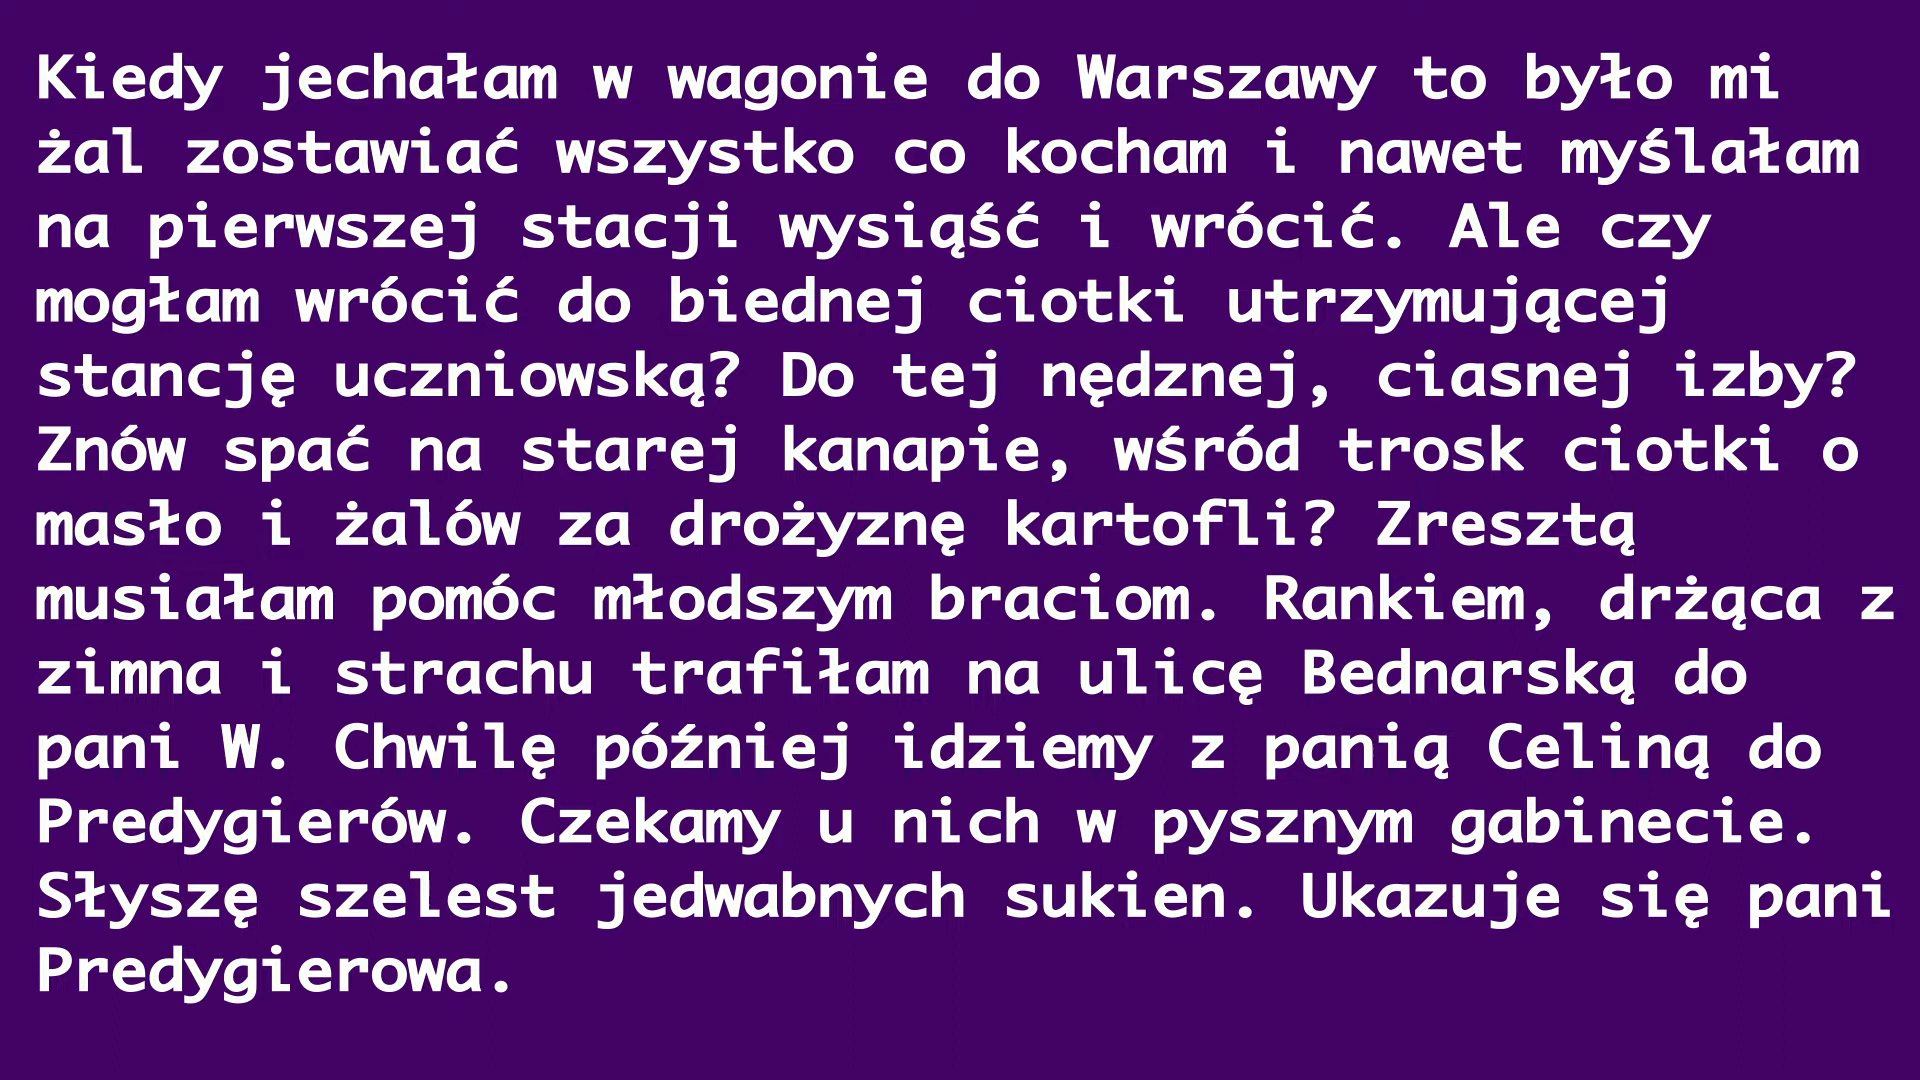 Kiedy jechałam w wagonie do Warszawy to było mi
żal zostawiać wszystko co kocham i nawet myślałam
na pierwszej stacji wysiąść i wrócić. Ale czy
mogłam wrócić do biednej ciotki utrzymującej
stancję uczniowską? Do tej nędznej, ciasnej izby?
Znów spać na starej kanapie, wśród trosk ciotki o
masło i żalów za drożyznę kartofli? Zresztą
musiałam pomóc młodszym braciom. Rankiem, drżąca z
zimna i strachu trafiłam na ulicę Bednarską do
pani W. Chwilę później idziemy z panią Celiną do
Predygierów. Czekamy u nich w pysznym gabinecie.
Słyszę szelest jedwabnych sukien. Ukazuje się pani
Predygierowa.